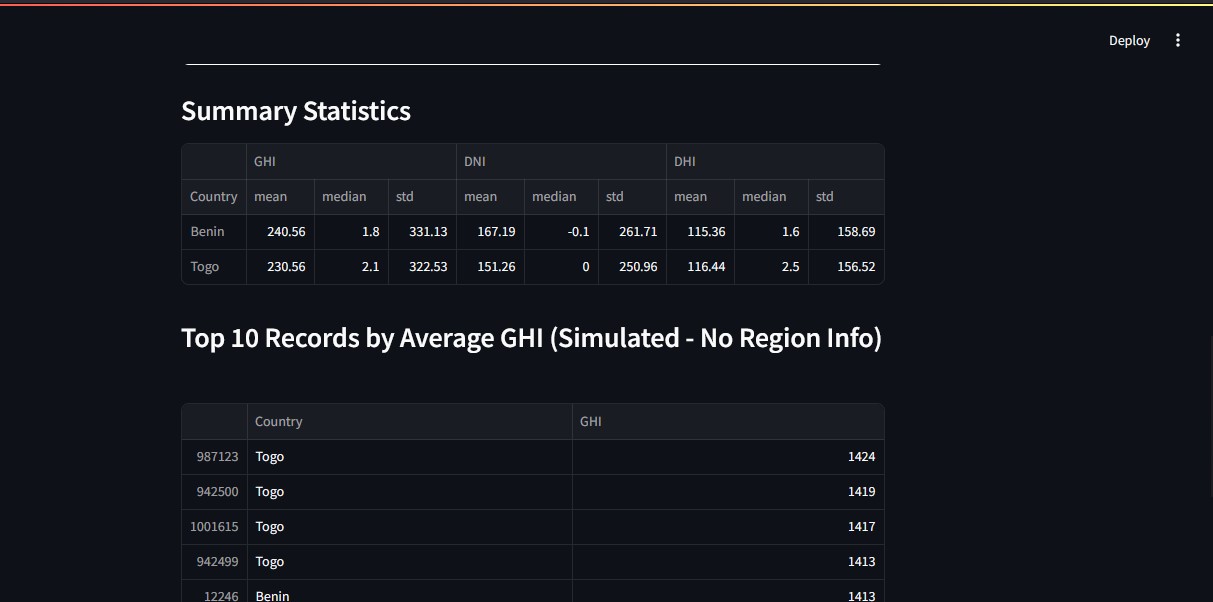 Deploy
Summary Statistics
GHI DNI DHI
Country mean median std mean median std mean median std
Benin 240.56 1.8 331.13 167.19 -0.1 261.71 115.36 1.6 158.69
Togo 230.56 2.1 322.53 151.26 0 250.96 116.44 2.5 156.52
Top 10 Records by Average GHI (Simulated - No Region Info)
Country GHI
987123 Togo 1424
942500 Togo 1419
1001615 Togo 1417
942499 Togo 1413
12246 Benin 1413